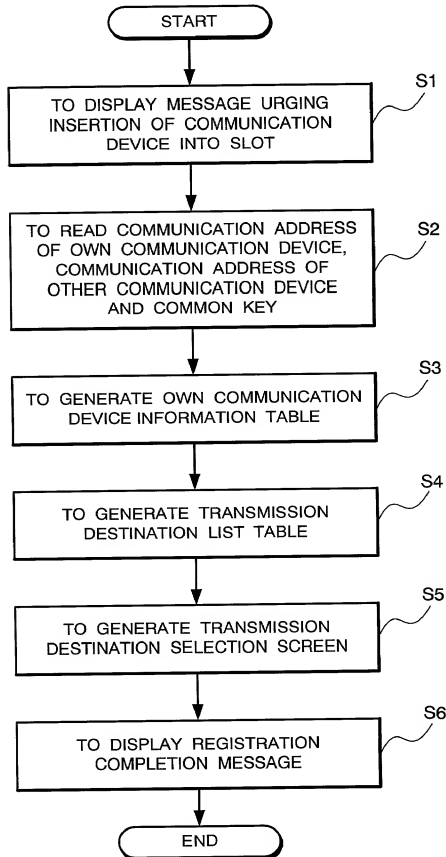 START
S1
TO DISPLAY MESSAGE URGING
INSERTION OF COMMUNICATION
DEVICE INTO SLOT
S2
TO READ COMMUNICATION ADDRESS
OF OWN COMMUNICATION DEVICE,
COMMUNICATION ADDRESS OF
OTHER COMMUNICATION DEVICE
AND COMMON KEY
S3
TO GENERATE OWN COMMUNICATION
DEVICE INFORMATION TABLE
S4
TO GENERATE TRANSMISSION
DESTINATION LIST TABLE
S5
TO GENERATE TRANSMISSION
DESTINATION SELECTION SCREEN
S6
TO DISPLAY REGISTRATION
COMPLETION MESSAGE
END